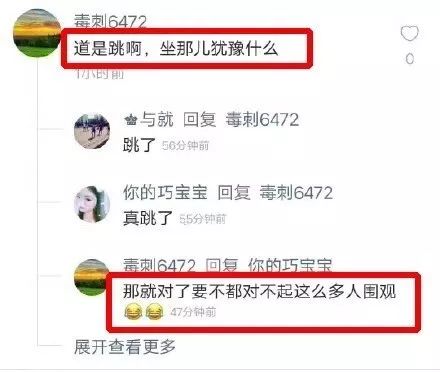 毒刺6472
道是跳啊，坐那儿犹豫什么
0
1小时前
与就 回复 毒刺6472
跳了 56分钟前
你的巧宝宝 回复 毒刺6472
真跳了 55分钟前
毒刺6472 回复 你的巧宝宝
那就对了要不都对不起这么多人围观
😂😂 47分钟前
展开查看更多